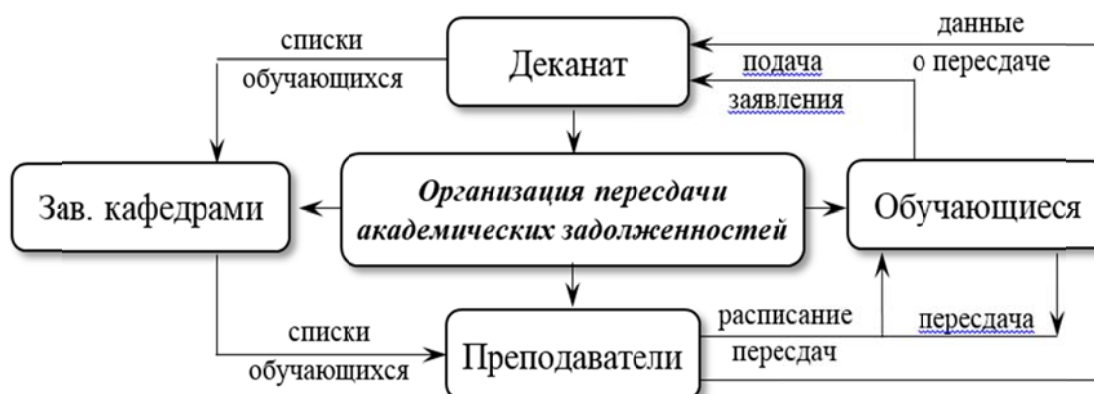 списки
обучающихся
Деканат
данные
о пересдаче
подача
заявления
Зав. кафедрами
Организация пересдачи
академических задолженностей
Обучающиеся
списки
обучающихся
Преподаватели
расписание
пересдач
пересдача